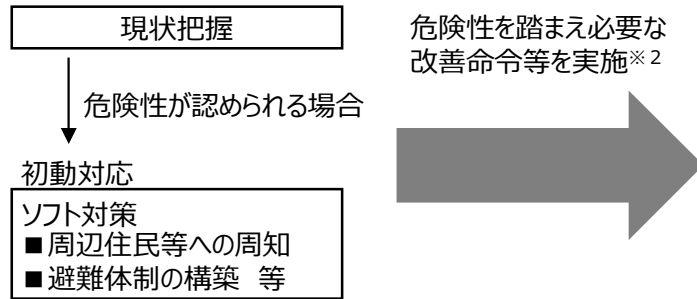 現状把握
危険性が認められる場合
初動対応
ソフト対策
■周辺住民等への周知
■避難体制の構築 等
危険性を踏まえ必要な
改善命令等を実施※2